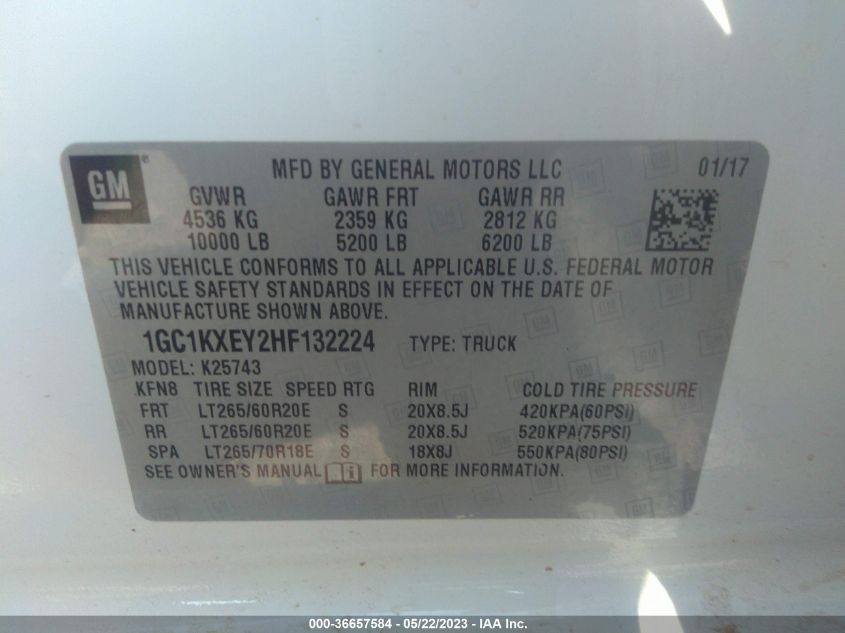 GM ® MFD BY GENERAL MOTORS LLC 01/17
GVWR GAWR FRT GAWR RR
4536 KG 2359 KG 2812 KG
10000 LB 5200 LB 6200 LB
THIS VEHICLE CONFORMS TO ALL APPLICABLE U.S. FEDERAL MOTOR
VEHICLE SAFETY STANDARDS IN EFFECT ON THE DATE OF
MANUFACTURE SHOWN ABOVE.
1GC1KXEY2HF132224 TYPE: TRUCK
MODEL: K25743
KFN8 TIRE SIZE SPEED RTG RIM COLD TIRE PRESSURE
FRT LT265/60R20E S 20X8.5J 420KPA(60PSI)
RR LT265/60R20E S 20X8.5J 520KPA(75PSI)
SPA LT265/70R18E S 18X8J 550KPA(80PSI)
SEE OWNER'S MANUAL FOR MORE INFORMATION.
000-36657584 - 05/22/2023 - IAA Inc.